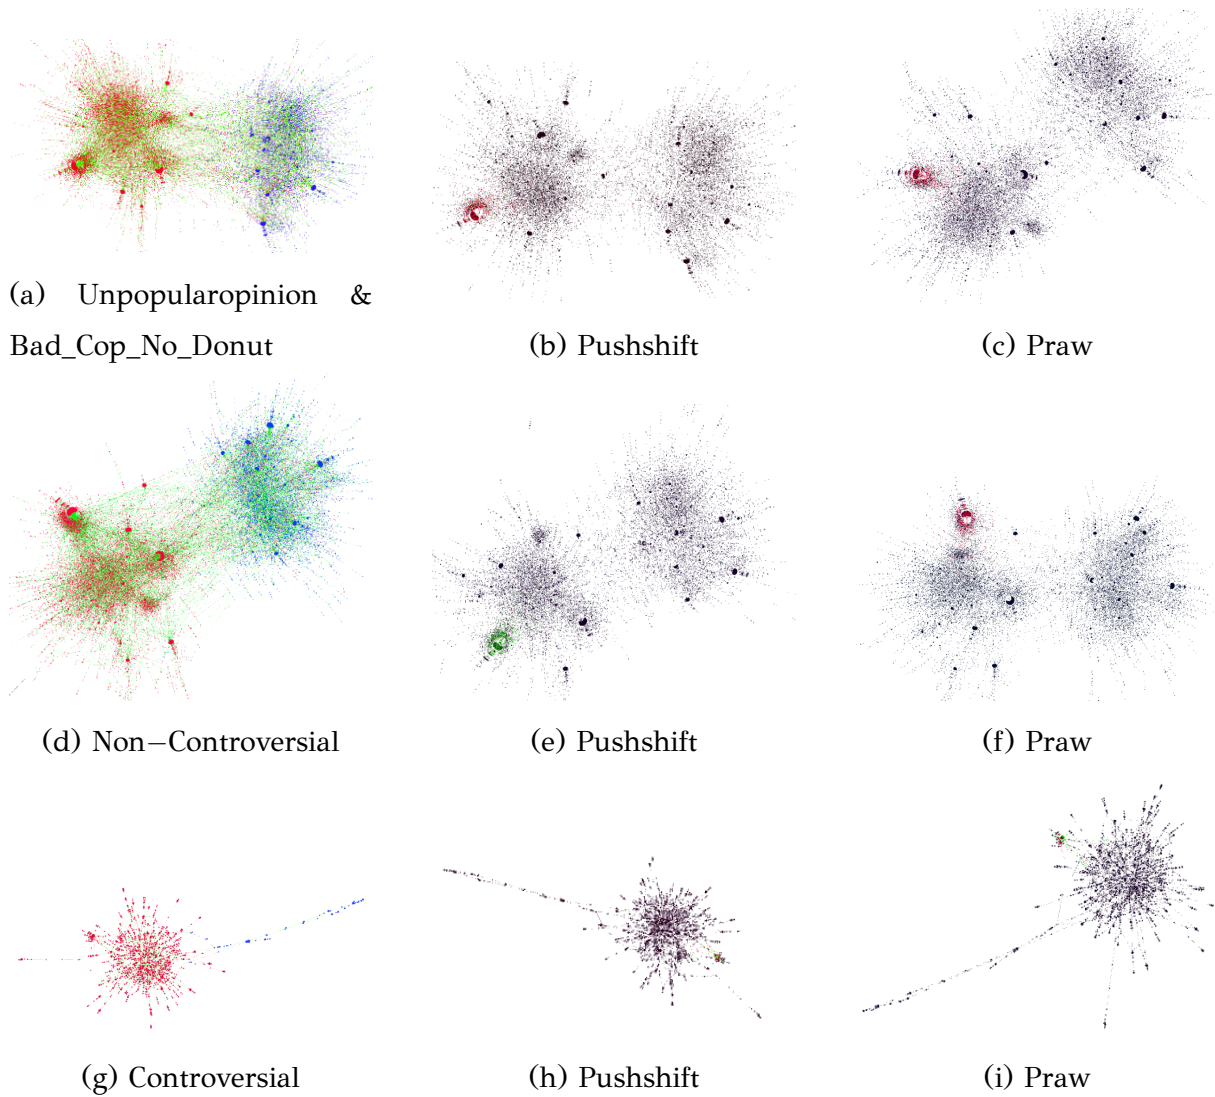 (a) Unpopularopinion &
Bad_Cop_No_Donut
(b) Pushshift
(c) Praw
(d) Non−Controversial
(e) Pushshift
(f) Praw
(g) Controversial
(h) Pushshift
(i) Praw